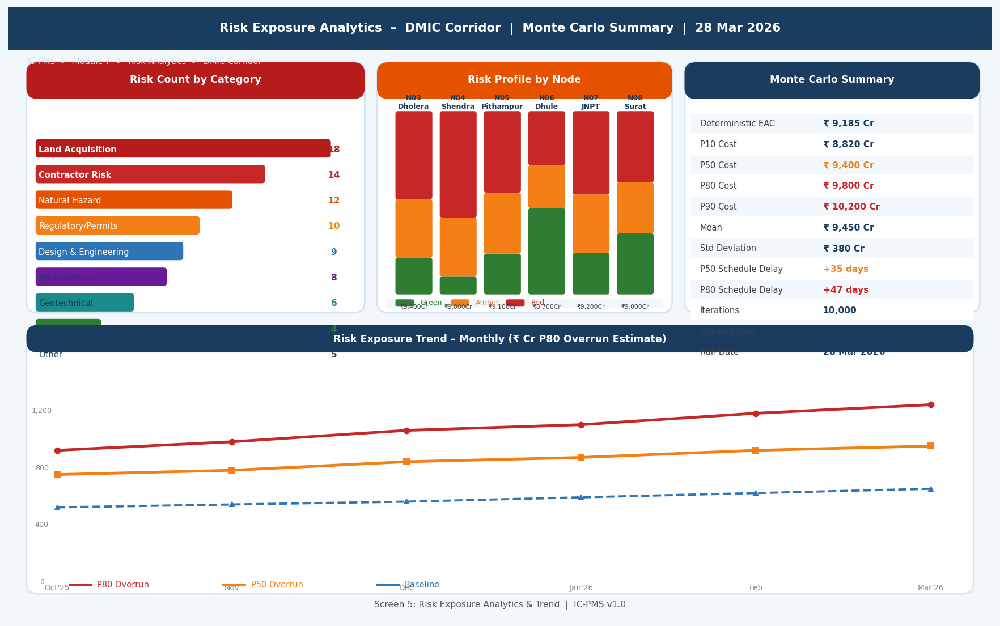 Risk Exposure Analytics – DMIC Corridor | Monte Carlo Summary | 28 Mar 2026
IC-PMS > Module 7 > Risk Analytics > DMIC Corridor
Risk Count by Category
Land Acquisition 18
Contractor Risk 14
Natural Hazard 12
Regulatory/Permits 10
Design & Engineering 9
Market/Prices 8
Geotechnical 6
4
Other 5
Risk Profile by Node
N03 N04 N05 N06 N07 N08
Dholera Shendra Pithampur Dhule JNPT Surat
Green Amber Red
₹9,400Cr ₹9,800Cr ₹9,100Cr ₹8,700Cr ₹9,200Cr ₹9,000Cr
Monte Carlo Summary
Deterministic EAC ₹ 9,185 Cr
P10 Cost ₹ 8,820 Cr
P50 Cost ₹ 9,400 Cr
P80 Cost ₹ 9,800 Cr
P90 Cost ₹ 10,200 Cr
Mean ₹ 9,450 Cr
Std Deviation ₹ 380 Cr
P50 Schedule Delay +35 days
P80 Schedule Delay +47 days
Iterations 10,000
Convergence
Run Date 28 Mar 2026
Risk Exposure Trend – Monthly (₹ Cr P80 Overrun Estimate)
1,200
800
400
0
P80 Overrun P50 Overrun Baseline
Oct'25 Nov Dec Jan'26 Feb Mar'26
Screen 5: Risk Exposure Analytics & Trend | IC-PMS v1.0